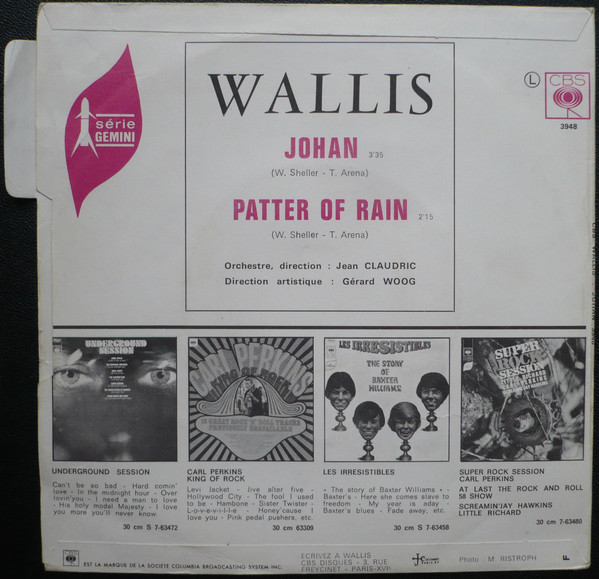 série
GEMINI
WALLIS
JOHAN 3'35
(W. Sheller - T. Arena)
PATTER OF RAIN 2'15
(W. Sheller - T. Arena)
Orchestre, direction : Jean CLAUDRIC
Direction artistique : Gérard WOOG
L
CBS
3948
UNDERGROUND
SESSION
CARL PERKINS
KING OF ROCK
LES IRRESISTIBLES
THE STORY
OF
BAXTER
WILLIAMS
SUPER
ROCK
SESSION
UNDERGROUND SESSION
Can't be so bad - Hard comin'
love - In the midnight hour - Over
lovin'you - I need a man to love
- His holy modal Majesty - I love
you more you'll never know.
30 cm S 7-63472
CARL PERKINS
KING OF ROCK
Levi Jacket - live after five -
Hollywood City - The fool I used
to be - Hambone - Sister Twister -
L-o-v-e-v-i-l-l-e - Honey'cause I
love you - Pink pedal pushers, etc.
30 cm 63309
LES IRRESISTIBLES
• The story of Baxter Williams • -
Baxter's - Here she comes slave to
freedom - My year is aday -
Baxter's blues - Fade away, etc.
30 cm S 7-63458
SUPER ROCK SESSION
CARL PERKINS
AT LAST THE ROCK AND ROLL
58 SHOW
SCREAMIN'JAY HAWKINS
LITTLE RICHARD
30 cm 7-63480
EST LA MARQUE DE LA SOCIÉTÉ COLUMBIA BROADCASTING SYSTEM-INC.
ECRIVEZ A WALLIS
CBS DISQUES - 3, RUE
FREYCINET - PARIS-XVIe
Photo : M. RISTROPH
F